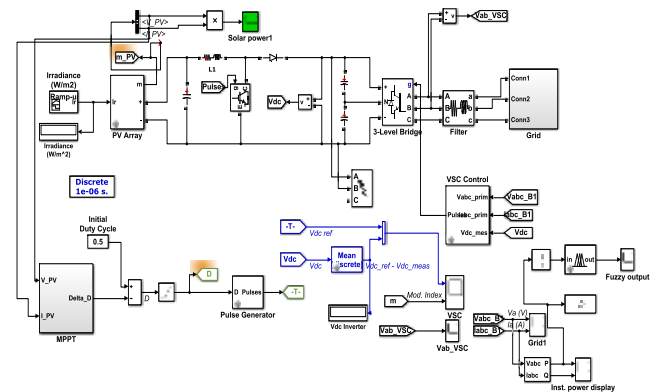 <V_PV>
<I_PV>
×
Solar power1
Vab_VSC
m_PV
Irradiance
(W/m2)
Ramp-Ir
Ir
PV Array
m
+
-
Irradiance
(W/m^2)
L1
Pulse
Vdc
+
v
-
+
N
-
g
A
B
C
3-Level Bridge
A
B
C
a
b
c
Filter
Conn1
Conn2
Conn3
Grid
A
B
C
Discrete
1e-06 s.
VSC Control
Vabc_prim
Pulses
Iabc_prim
Vdc_mes
Vabc_B1
Iabc_B1
Vdc
Initial
Duty Cycle
0.5
V_PV
I_PV
Delta_D
MPPT
D
D
D Pulses
Pulse Generator
-T-
-T-
Vdc ref
Vdc
Vdc
Mean
Vdc_ref - Vdc_meas
Vdc Inverter
m
Mod. Index
VSC
Vab_VSC
Vab_VSC
Vabc_B1
Iabc_B1
Va (V)
Ia (A)
Grid1
in
out
Fuzzy output
Vabc P
Iabc Q
Inst. power display